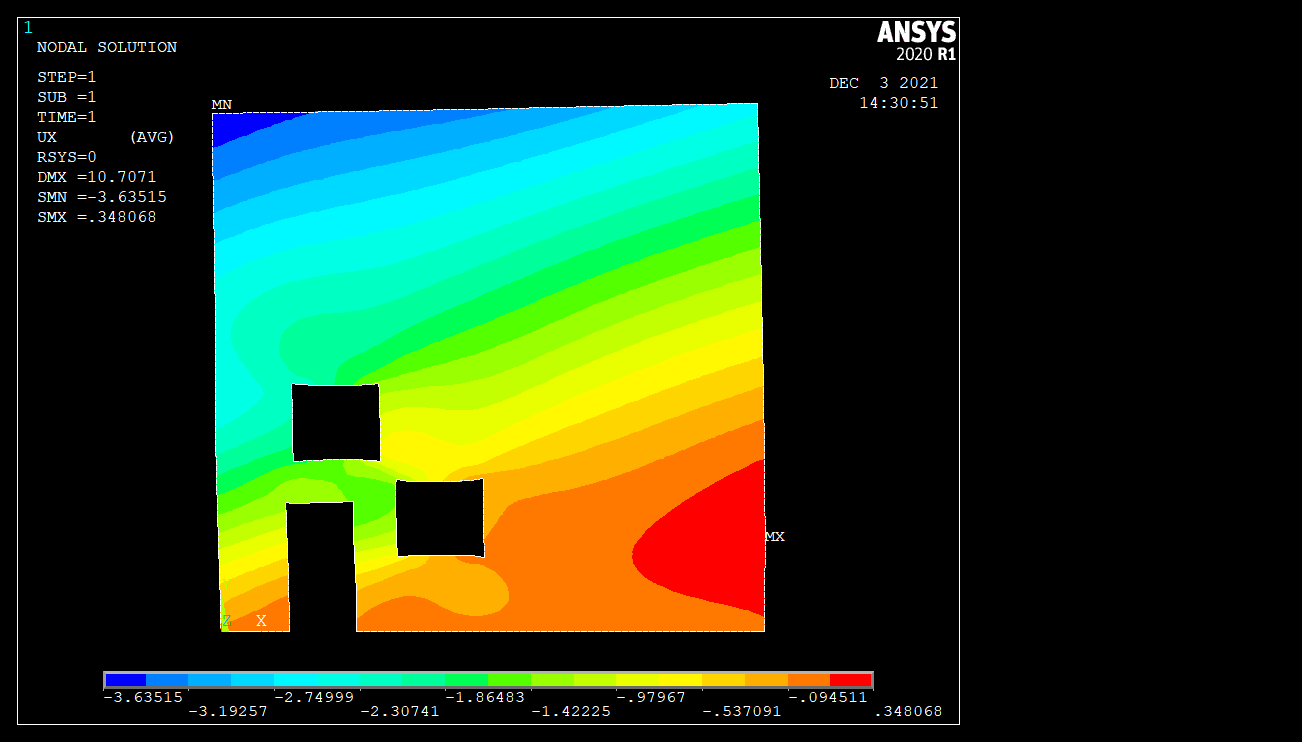 1
NODAL SOLUTION
STEP=1
SUB =1
TIME=1
UX (AVG)
RSYS=0
DMX =10.7071
SMN =-3.63515
SMX =.348068
ANSYS
2020 R1
DEC 3 2021
14:30:51
MN
MX
Y
Z X
-3.63515 -2.74999 -1.86483 -.97967 -.094511
-3.19257 -2.30741 -1.42225 -.537091 .348068